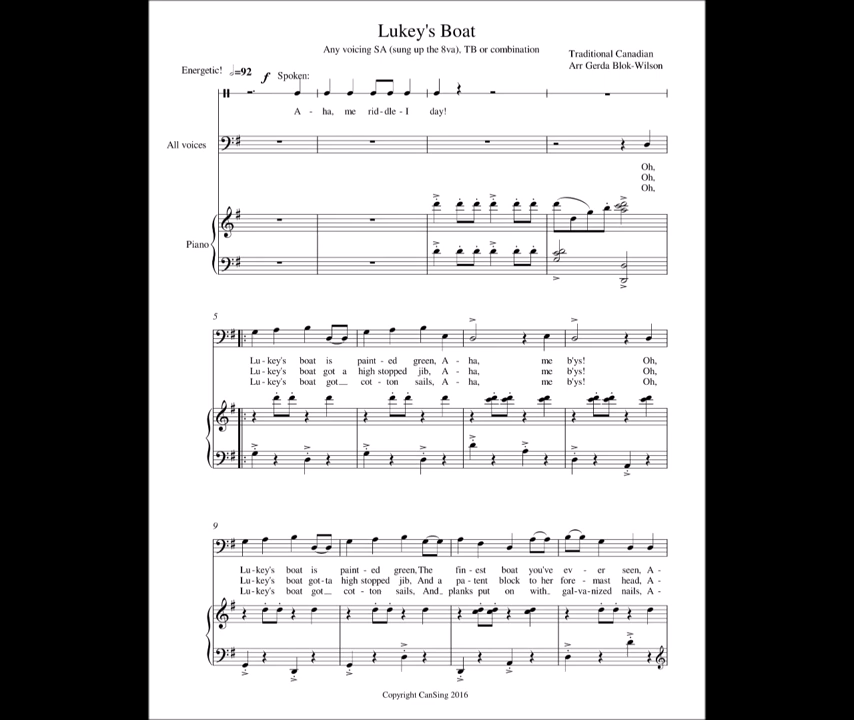 Lukey's Boat
Any voicing SA (sung up the 8va), TB or combination
Traditional Canadian
Arr Gerda Blok-Wilson
Energetic! =92 f Spoken:
A - ha, me rid-dle-I day!
All voices
Oh,
Oh,
Oh,
Piano
5
Lu-key's boat is paint-ed green, A - ha, me b'ys! Oh,
Lu-key's boat got a high stopped jib, A - ha, me b'ys! Oh,
Lu-key's boat got__ cot-ton sails, A - ha, me b'ys! Oh,
9
Lu-key's boat is paint-ed green, The fin-est boat you've ev-er seen, A -
Lu-key's boat got-ta high stopped jib, And a pa-tent block to her fore-mast head, A -
Lu-key's boat got__ cot-ton sails, And_ planks put on with_ gal-va-nized nails, A -
Copyright CanSing 2016